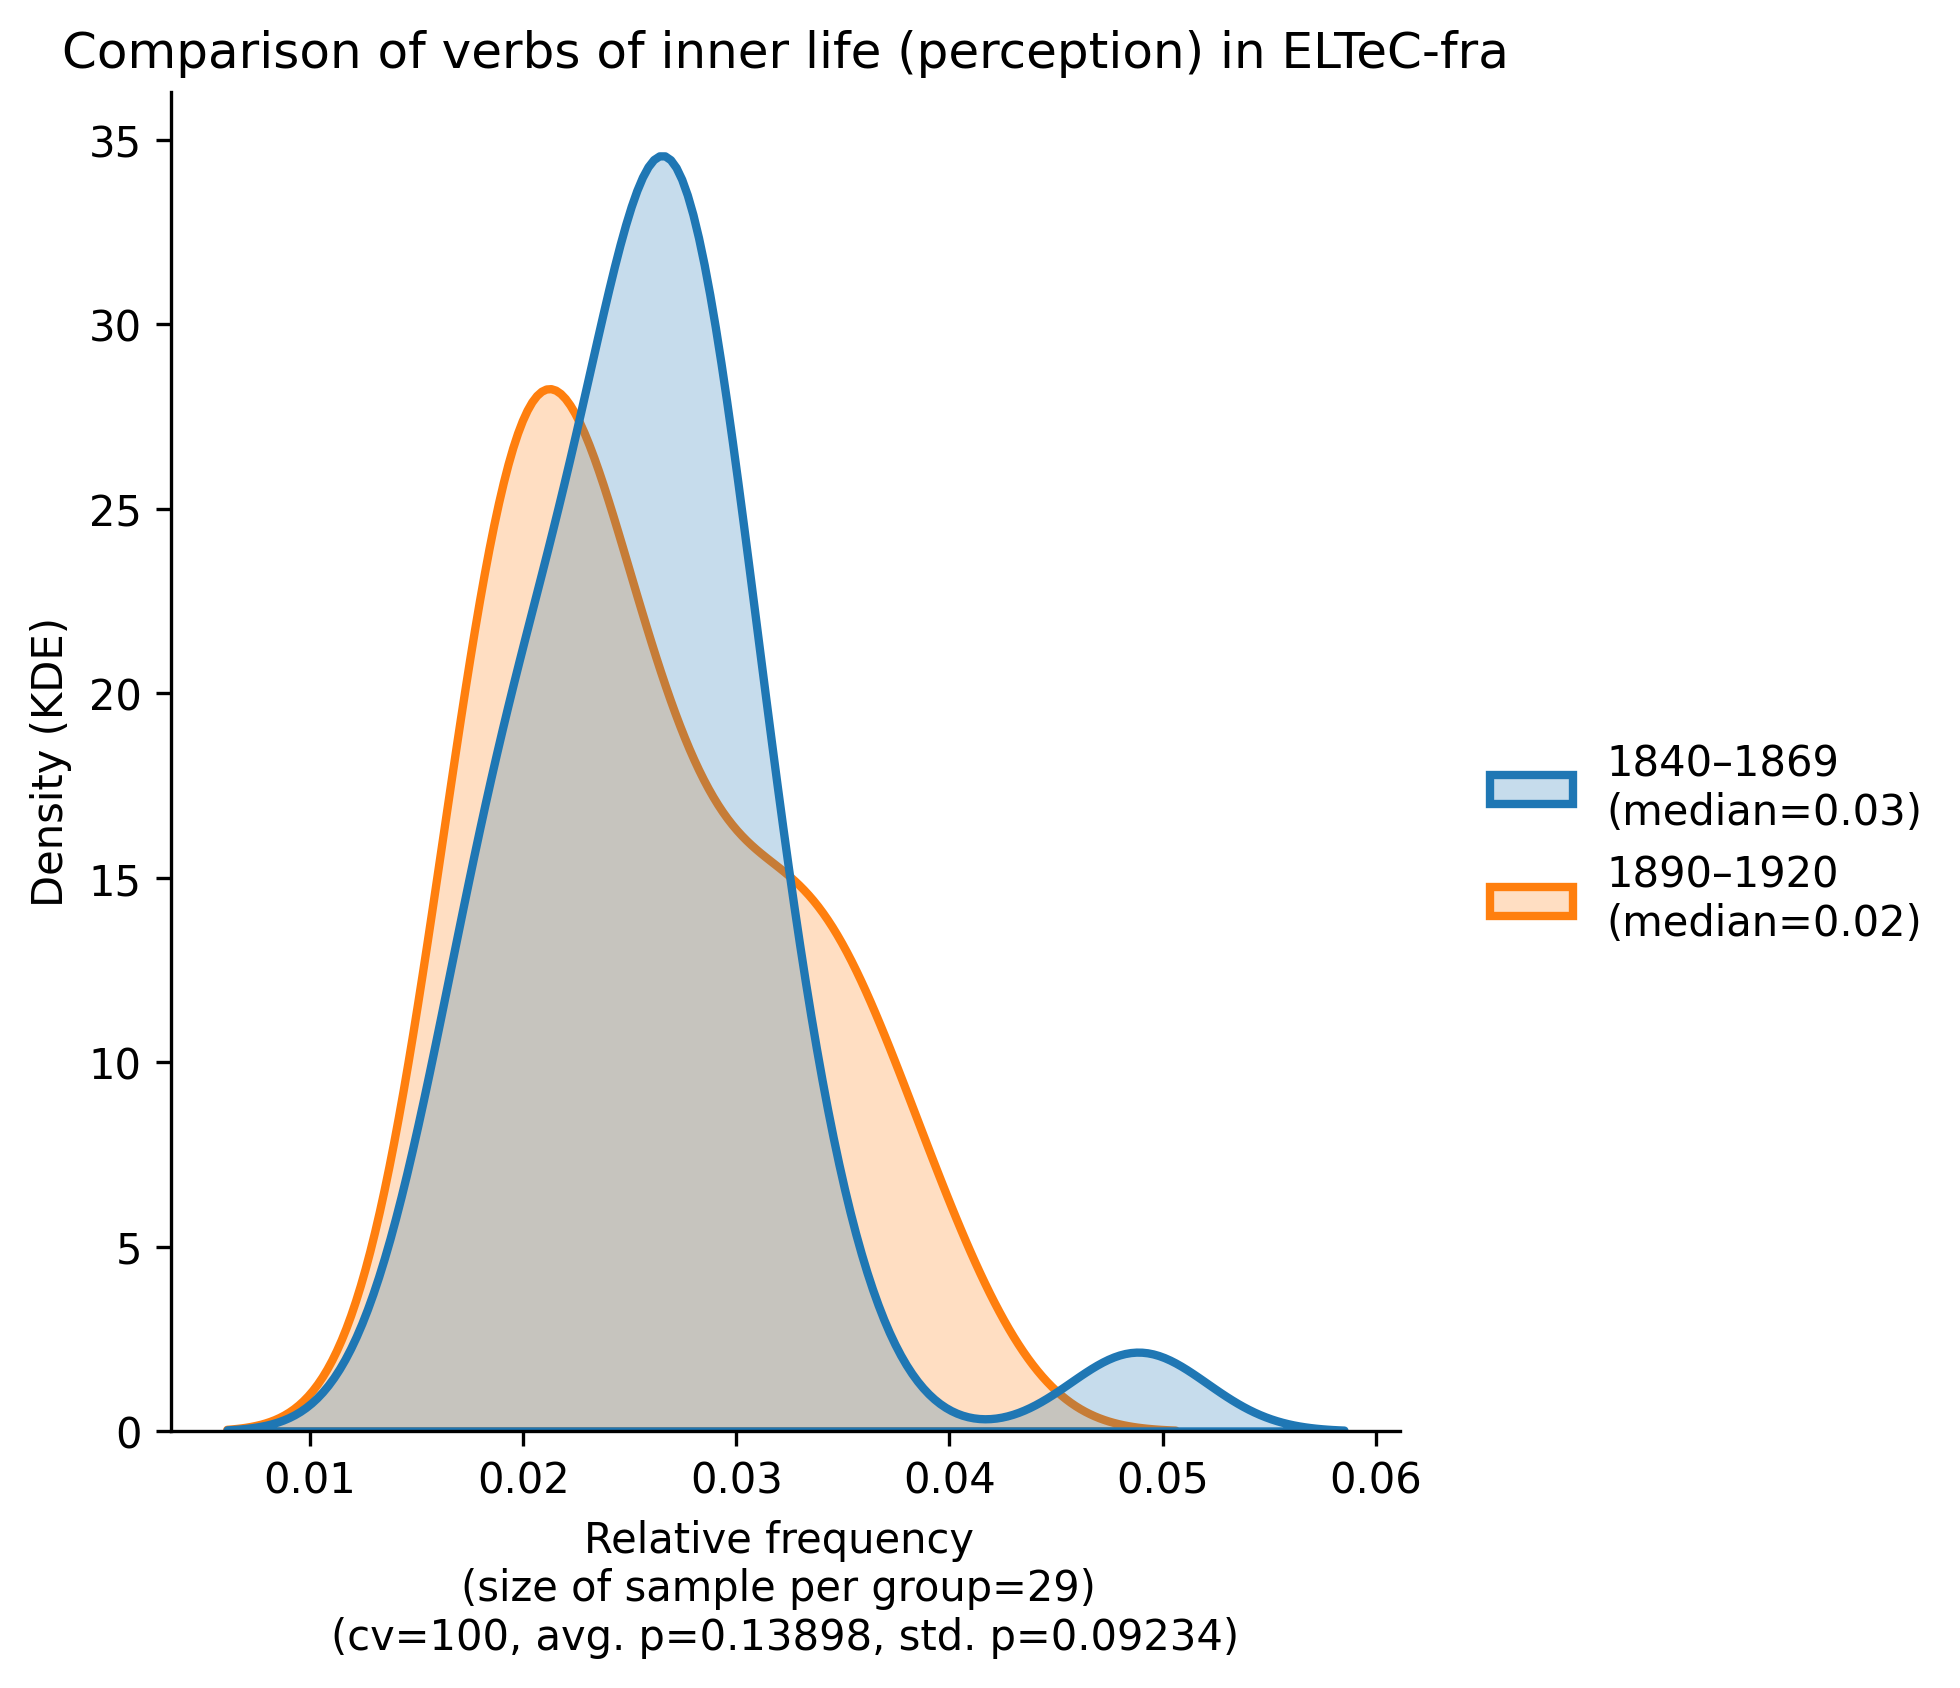 Comparison of verbs of inner life (perception) in ELTeC-fra
35
30
25
20
15
10
5
0
Density (KDE)
0.01 0.02 0.03 0.04 0.05 0.06
Relative frequency
(size of sample per group=29)
(cv=100, avg. p=0.13898, std. p=0.09234)
1840–1869
(median=0.03)
1890–1920
(median=0.02)